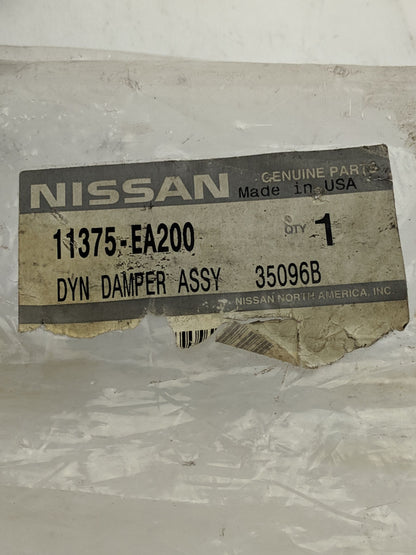 GENUINE PARTS
NISSAN Made in USA
11375-EA200 QTY 1
DYN DAMPER ASSY 35096B
NISSAN NORTH AMERICA, INC.